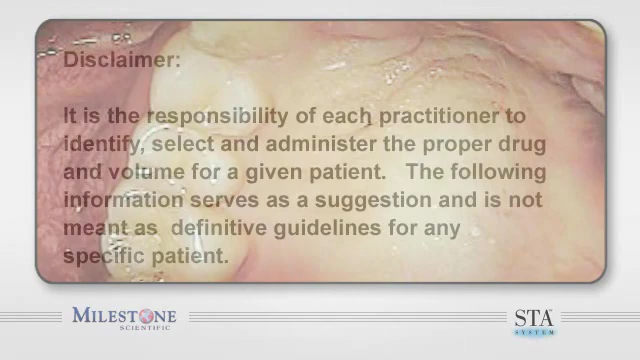 Disclaimer:
It is the responsibility of each practitioner to
identify, select and administer the proper drug
and volume for a given patient. The following
information serves as a suggestion and is not
meant as definitive guidelines for any
specific patient.
MILESTONE
SCIENTIFIC
STA
SYSTEM